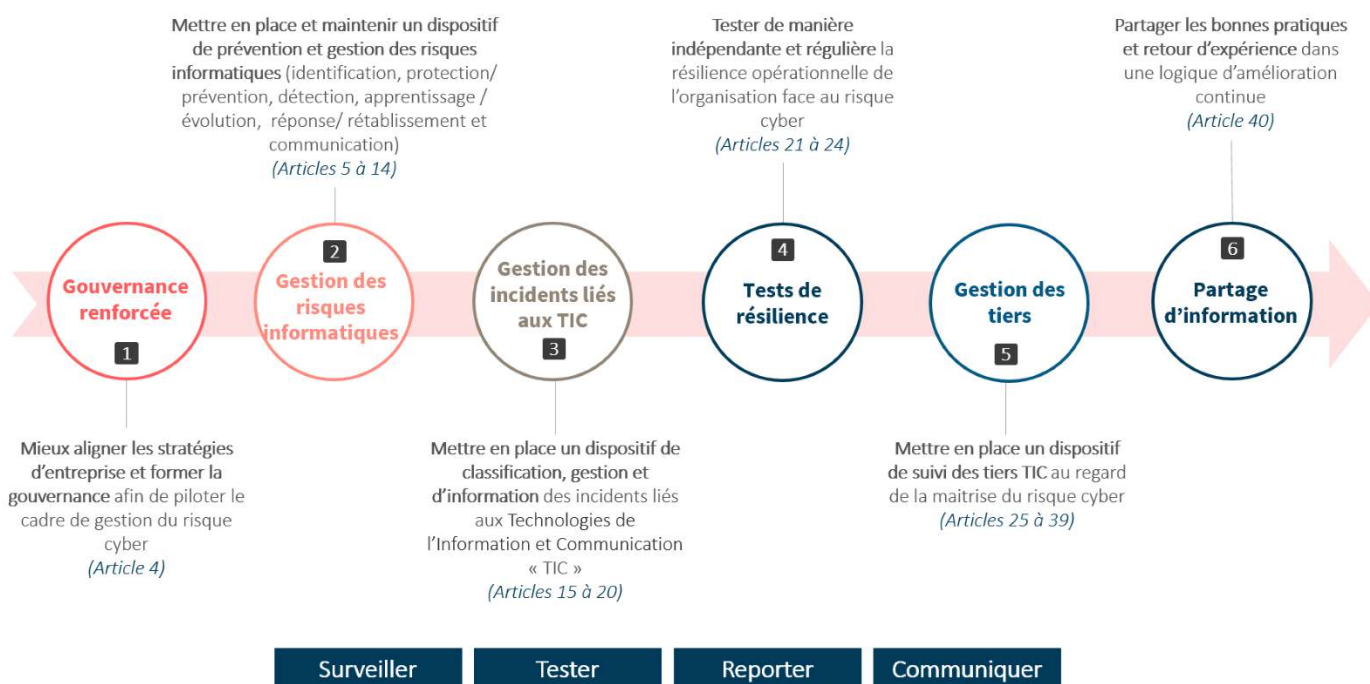 Mettre en place et maintenir un dispositif
de prévention et gestion des risques
informatiques (identification, protection/
prévention, détection, apprentissage /
évolution, réponse/ rétablissement et
communication)
(Articles 5 à 14)
Tester de manière
indépendante et régulière la
résilience opérationnelle de
l'organisation face au risque
cyber
(Articles 21 à 24)
Partager les bonnes pratiques
et retour d'expérience dans
une logique d'amélioration
continue
(Article 40)
Gouvernance
renforcée
1
2
Gestion des
risques
informatiques
Gestion des
incidents liés
aux TIC
3
4
Tests de
résilience
Gestion des
tiers
5
6
Partage
d'information
Mieux aligner les stratégies
d'entreprise et former la
gouvernance afin de piloter le
cadre de gestion du risque
cyber
(Article 4)
Mettre en place un dispositif de
classification, gestion et
d'information des incidents liés
aux Technologies de
l'Information et Communication
« TIC »
(Articles 15 à 20)
Mettre en place un dispositif
de suivi des tiers TIC au regard
de la maitrise du risque cyber
(Articles 25 à 39)
Surveiller
Tester
Reporter
Communiquer